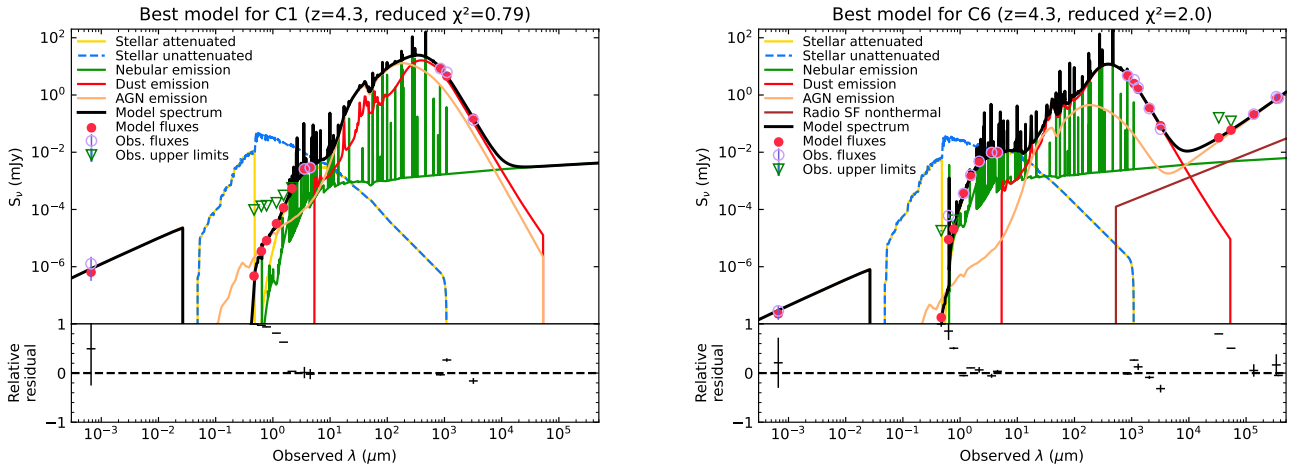 Best model for C1 (z=4.3, reduced χ²=0.79)
Stellar attenuated
Stellar unattenuated
Nebular emission
Dust emission
AGN emission
Model spectrum
Model fluxes
Obs. fluxes
Obs. upper limits
S_ν (mJy)
10²
10⁰
10⁻²
10⁻⁴
10⁻⁶
1
0
−1
Relative
residual
10⁻³ 10⁻² 10⁻¹ 10⁰ 10¹ 10² 10³ 10⁴ 10⁵
Observed λ (μm)
Best model for C6 (z=4.3, reduced χ²=2.0)
Stellar attenuated
Stellar unattenuated
Nebular emission
Dust emission
AGN emission
Radio SF nonthermal
Model spectrum
Model fluxes
Obs. fluxes
Obs. upper limits
S_ν (mJy)
10²
10⁰
10⁻²
10⁻⁴
10⁻⁶
1
0
−1
Relative
residual
10⁻³ 10⁻² 10⁻¹ 10⁰ 10¹ 10² 10³ 10⁴ 10⁵
Observed λ (μm)